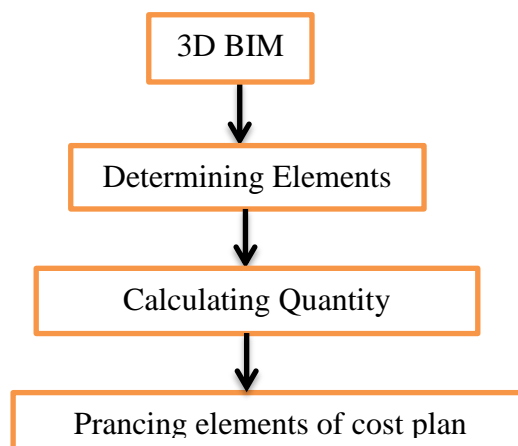 3D BIM
Determining Elements
Calculating Quantity
Prancing elements of cost plan